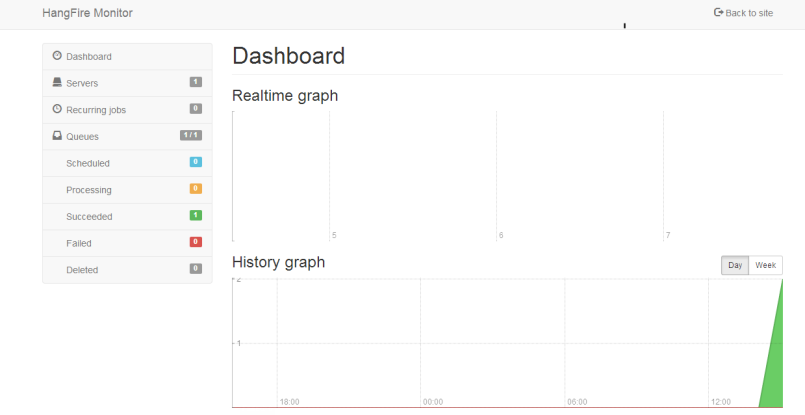 HangFire Monitor
Back to site
Dashboard
Servers 1
Recurring jobs 0
Queues 1 / 1
Scheduled 0
Processing 0
Succeeded 1
Failed 0
Deleted 0
Dashboard
Realtime graph
5 6 7
History graph
Day Week
2
1
18:00 00:00 06:00 12:00